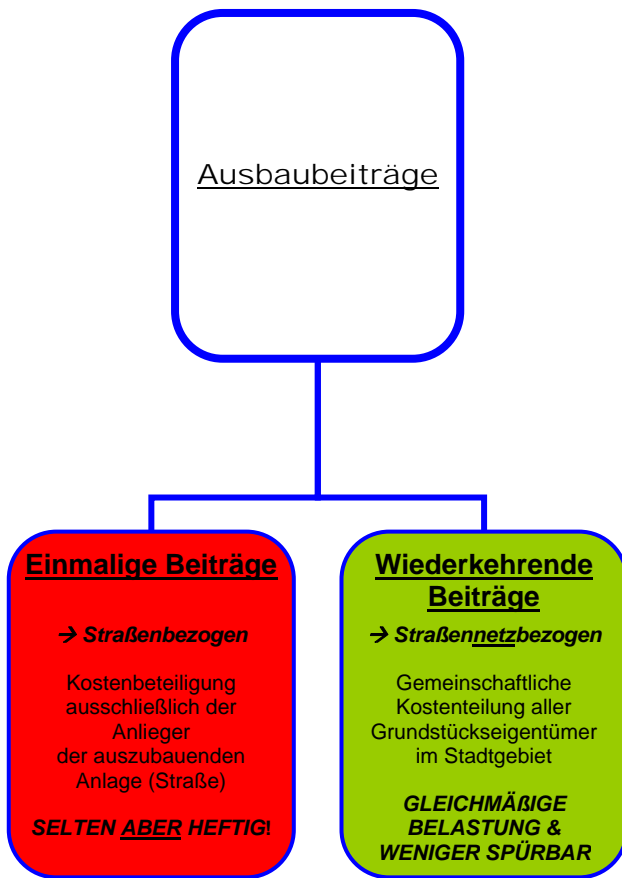 Ausbaubeiträge
Einmalige Beiträge
→ Straßenbezogen
Kostenbeteiligung
ausschließlich der
Anlieger
der auszubauenden
Anlage (Straße)
SELTEN ABER HEFTIG!
Wiederkehrende
Beiträge
→ Straßennetzbezogen
Gemeinschaftliche
Kostenteilung aller
Grundstückseigentümer
im Stadtgebiet
GLEICHMÄßIGE
BELASTUNG &
WENIGER SPÜRBAR